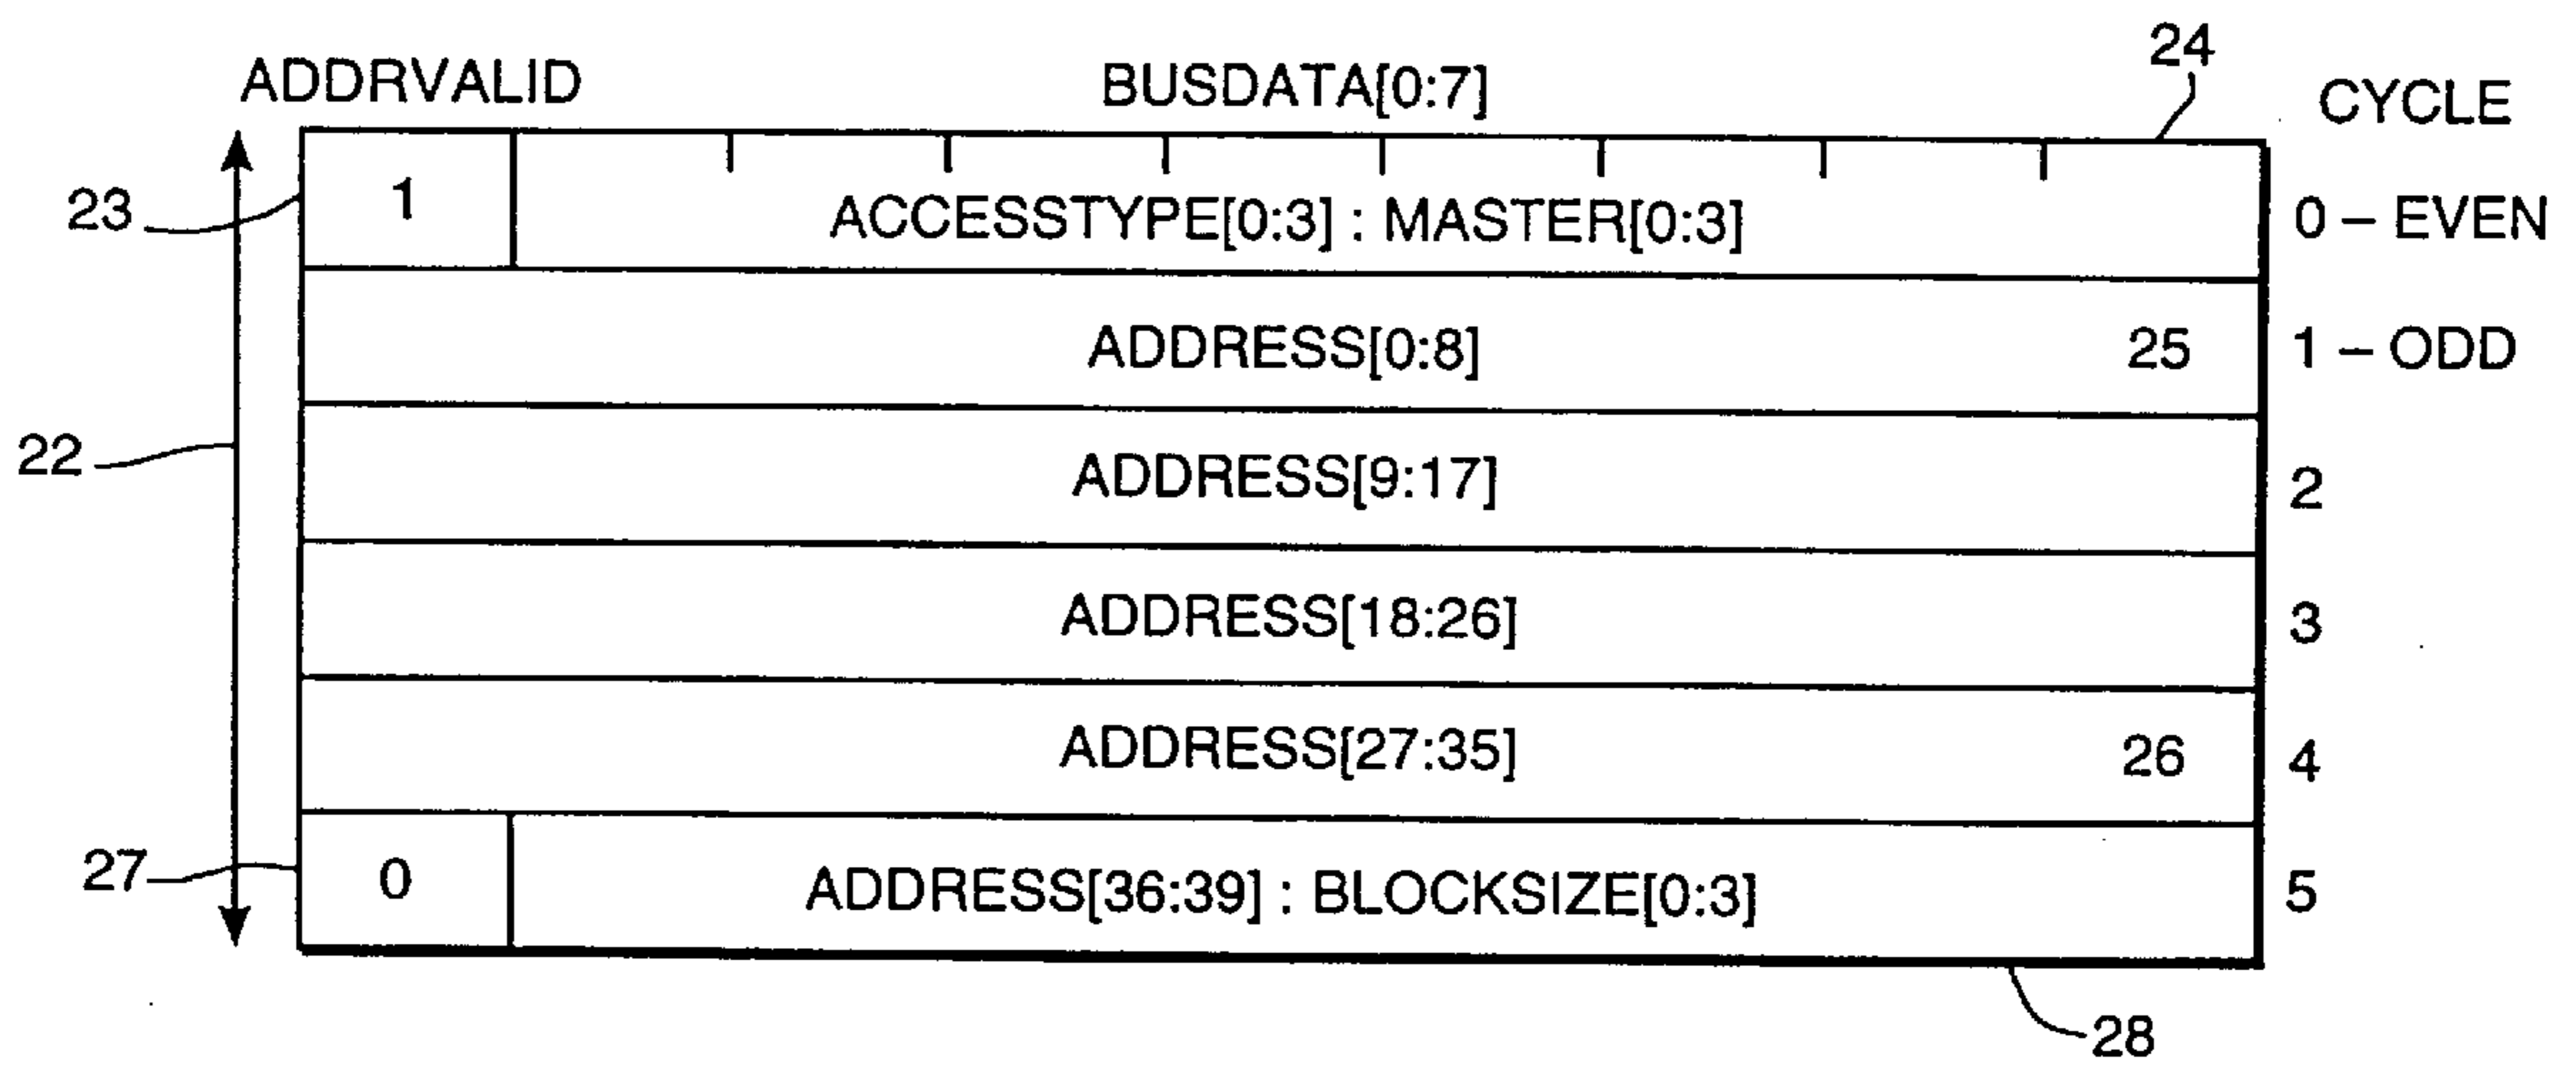 24
ADDRVALID BUSDATA[0:7] CYCLE
23 1 ACCESSTYPE[0:3] : MASTER[0:3] 0 – EVEN
ADDRESS[0:8] 25 1 – ODD
22 ADDRESS[9:17] 2
ADDRESS[18:26] 3
ADDRESS[27:35] 26 4
27 0 ADDRESS[36:39] : BLOCKSIZE[0:3] 5
28